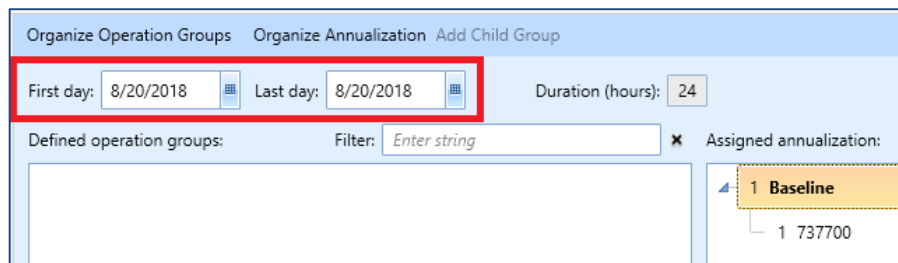 Organize Operation Groups Organize Annualization Add Child Group
First day: 8/20/2018 Last day: 8/20/2018 Duration (hours): 24
Defined operation groups: Filter: Enter string Assigned annualization:
1 Baseline
1 737700